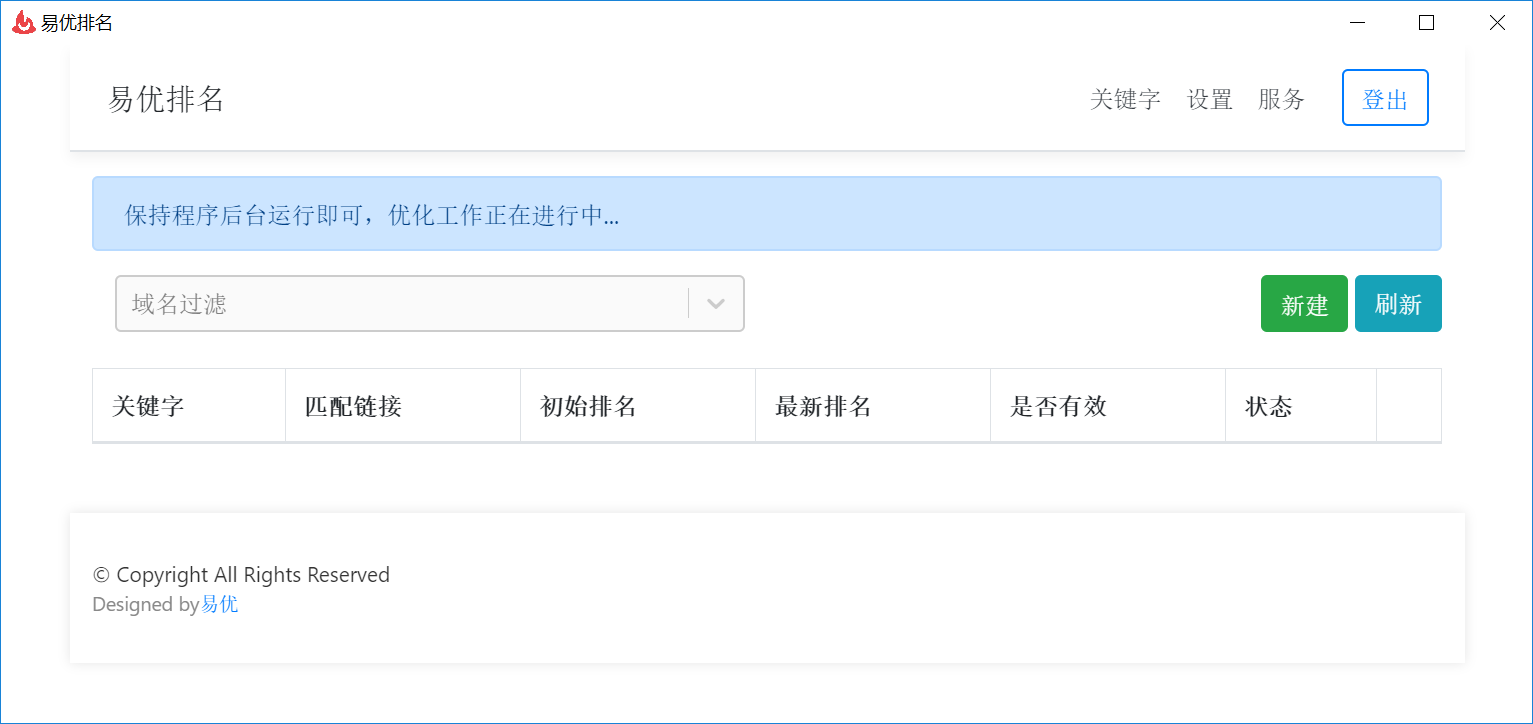 易优排名
易优排名 关键字 设置 服务 登出
保持程序后台运行即可，优化工作正在进行中...
域名过滤 新建 刷新
关键字 匹配链接 初始排名 最新排名 是否有效 状态
© Copyright All Rights Reserved
Designed by易优